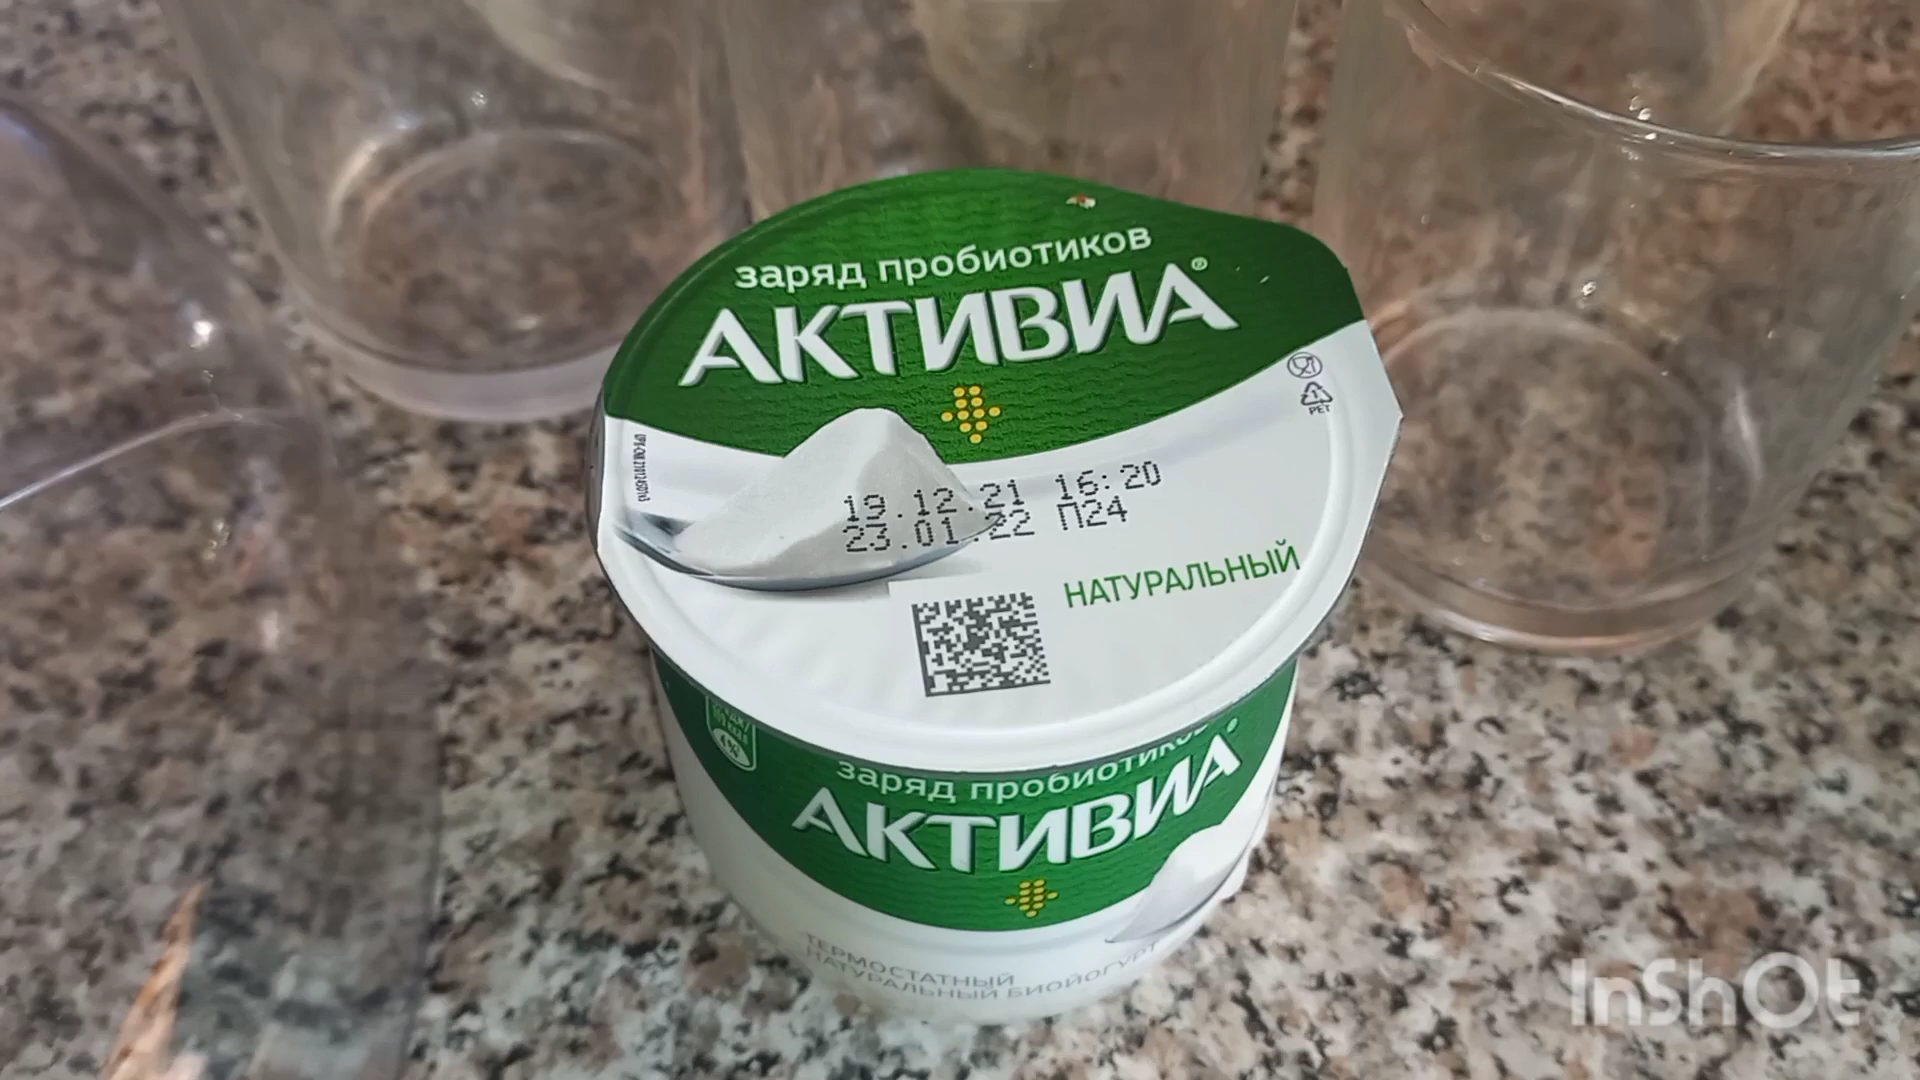 заряд пробиотиков
АКТИВИА®
PET
19.12.21 16:20
23.01.22 П24
НАТУРАЛЬНЫЙ
4%
заряд пробиотиков
АКТИВИА
ТЕРМОСТАТНЫЙ
НАТУРАЛЬНЫЙ БИОЙОГУРТ
InShOt